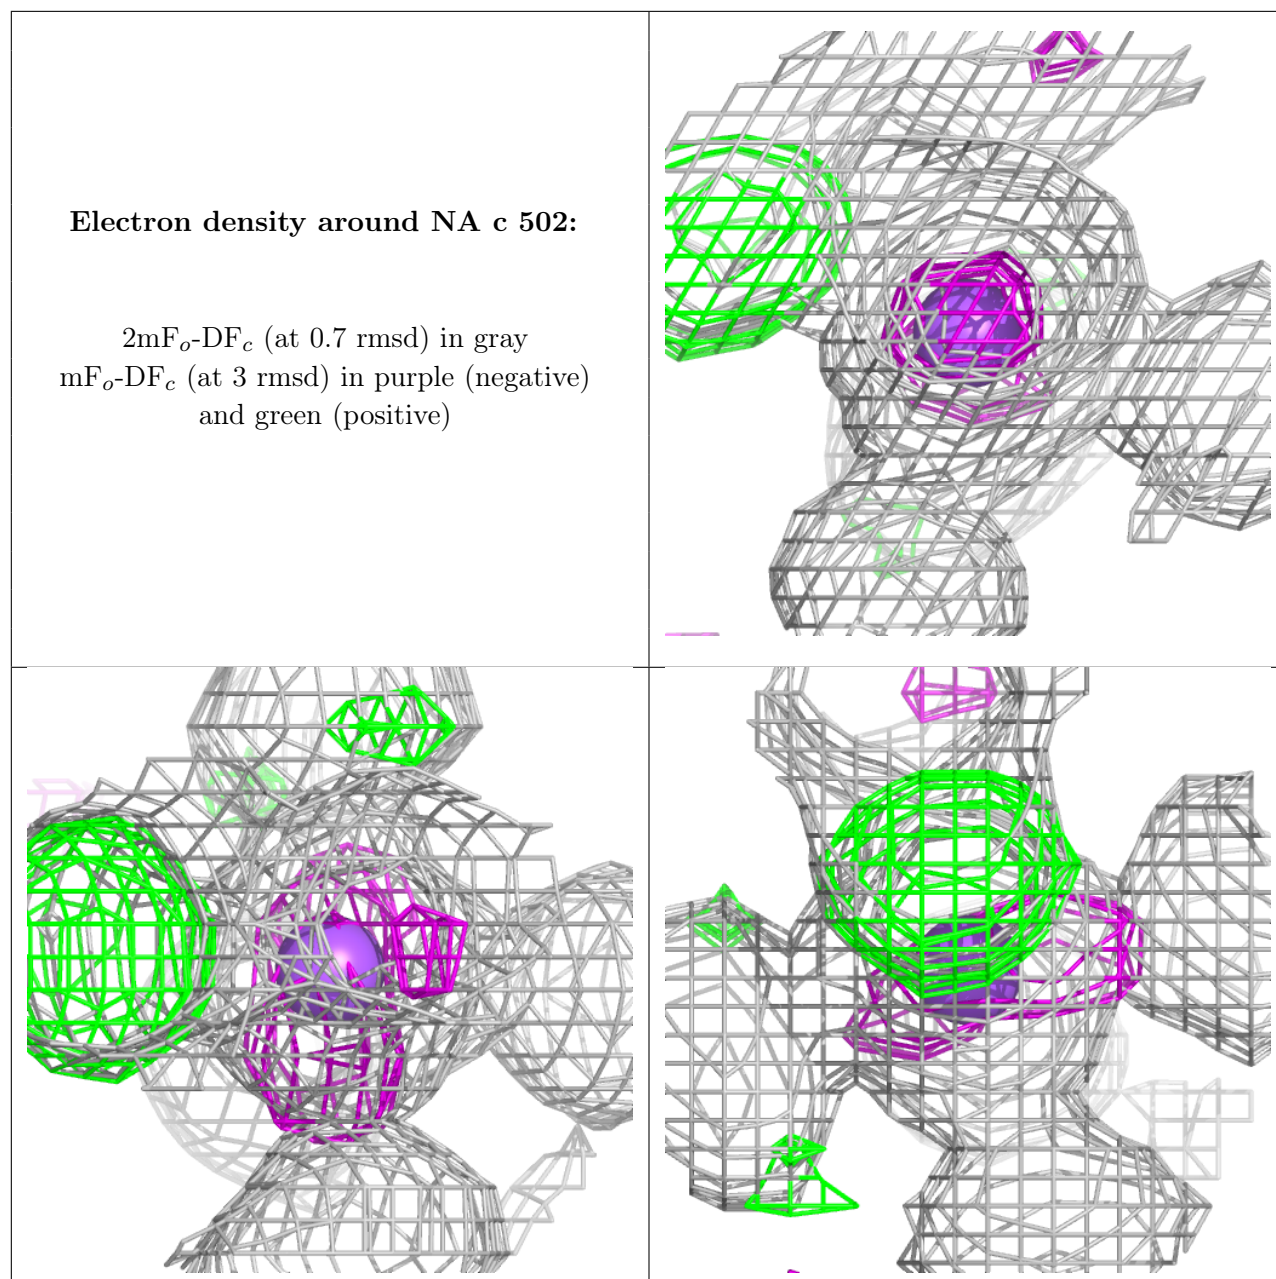 Electron density around NA c 502:
2mFo-DFc (at 0.7 rmsd) in gray
mFo-DFc (at 3 rmsd) in purple (negative)
and green (positive)